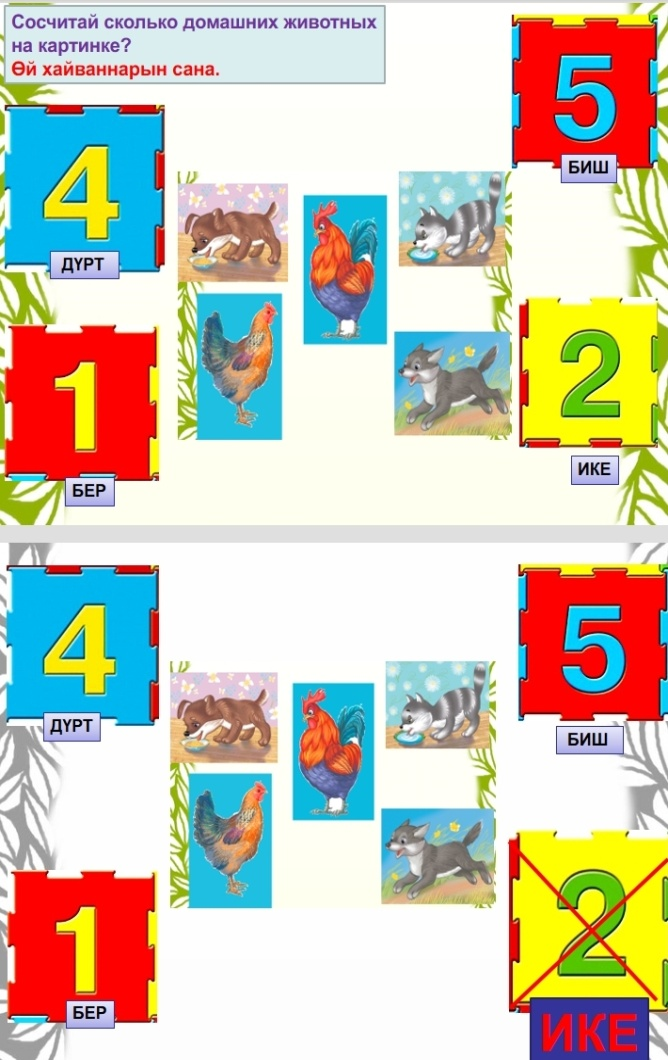 Сосчитай сколько домашних животных
на картинке?
Өй хайваннарын сана.
5
БИШ
4
ДҮРТ
1
БЕР
2
ИКЕ
4
ДҮРТ
5
БИШ
1
БЕР
2
ИКЕ